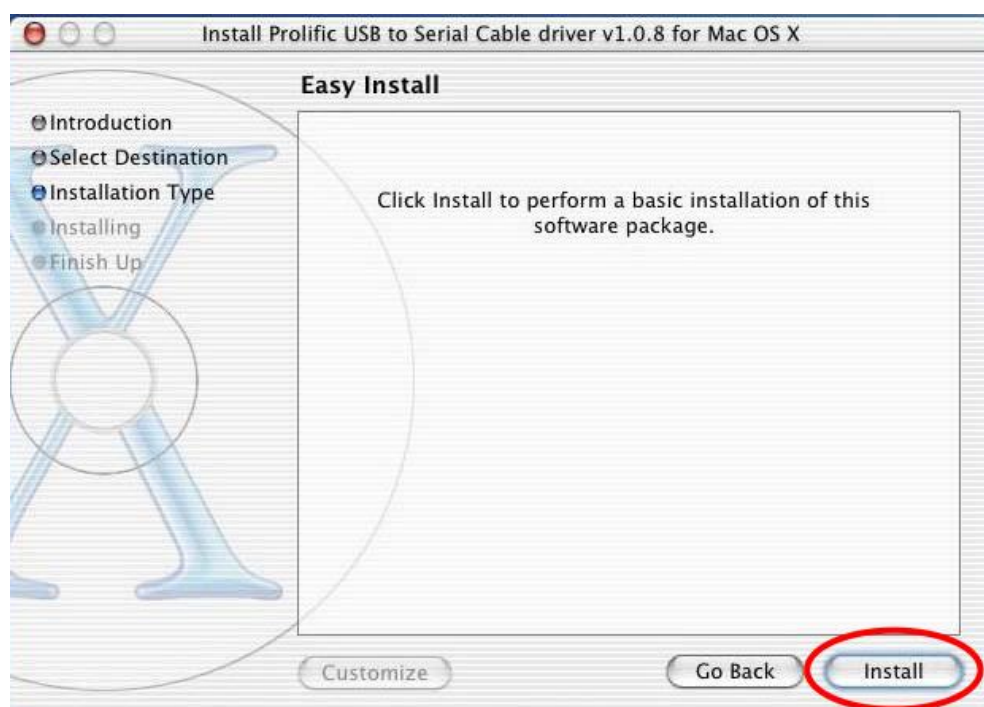 Install Prolific USB to Serial Cable driver v1.0.8 for Mac OS X
Easy Install
Introduction
Select Destination
Installation Type
Installing
Finish Up
Click Install to perform a basic installation of this
software package.
Customize
Go Back
Install